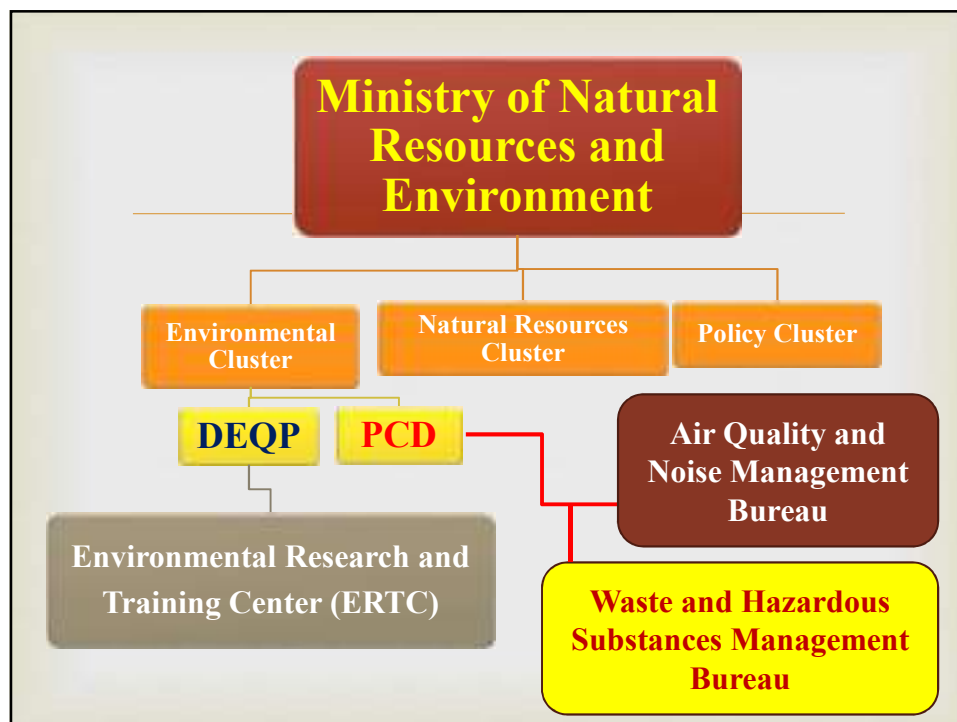 Ministry of Natural
Resources and
Environment
Environmental
Cluster
Natural Resources
Cluster
Policy Cluster
DEQP
PCD
Air Quality and
Noise Management
Bureau
Environmental Research and
Training Center (ERTC)
Waste and Hazardous
Substances Management
Bureau